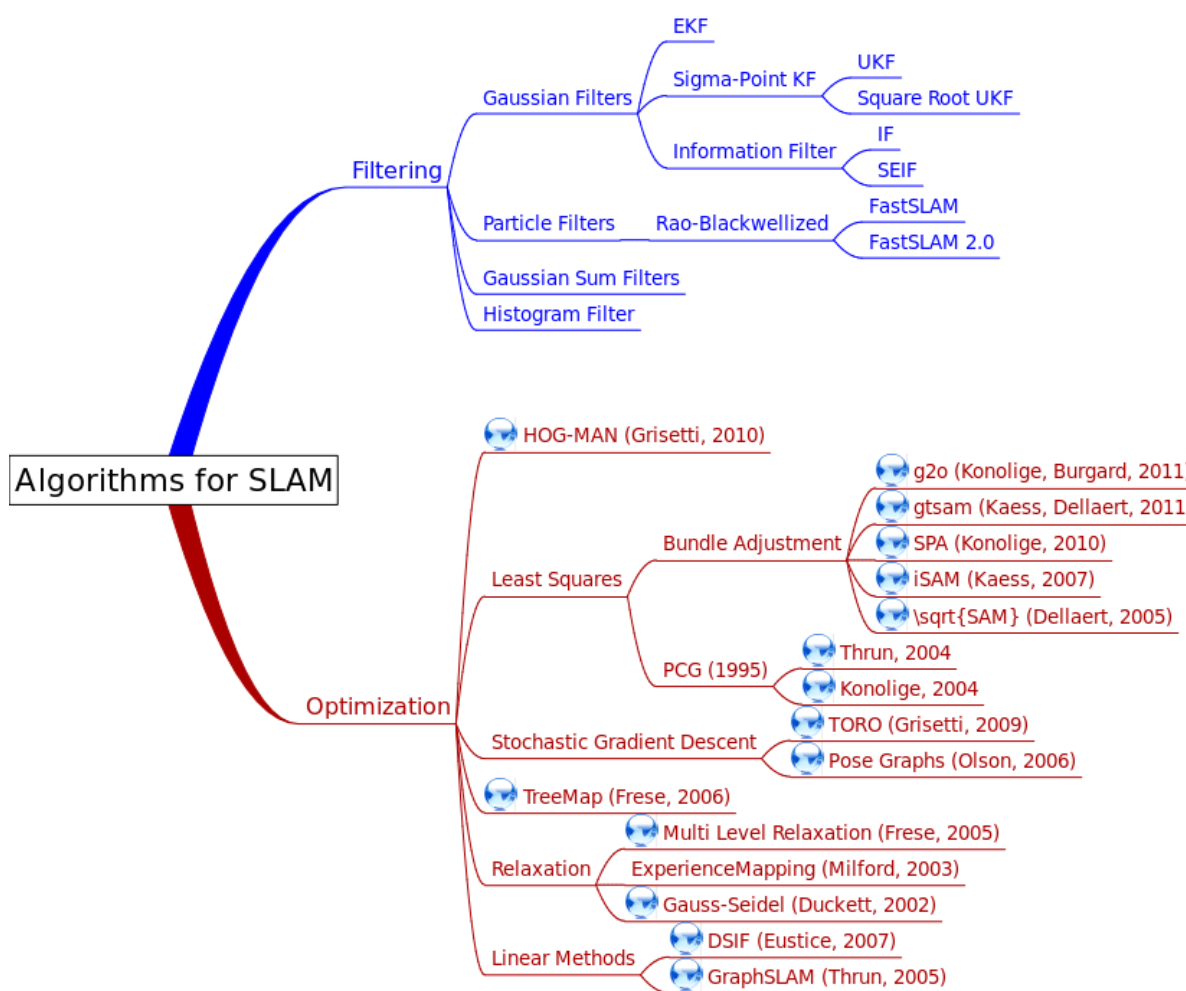 EKF
UKF
Sigma-Point KF
Square Root UKF
Gaussian Filters
IF
Information Filter
SEIF
Filtering
FastSLAM
Particle Filters
Rao-Blackwellized
FastSLAM 2.0
Gaussian Sum Filters
Histogram Filter
Algorithms for SLAM
HOG-MAN (Grisetti, 2010)
g2o (Konolige, Burgard, 2011)
gtsam (Kaess, Dellaert, 2011
Bundle Adjustment
SPA (Konolige, 2010)
Least Squares
iSAM (Kaess, 2007)
\sqrt{SAM} (Dellaert, 2005)
PCG (1995)
Thrun, 2004
Konolige, 2004
Optimization
Stochastic Gradient Descent
TORO (Grisetti, 2009)
Pose Graphs (Olson, 2006)
TreeMap (Frese, 2006)
Multi Level Relaxation (Frese, 2005)
Relaxation
ExperienceMapping (Milford, 2003)
Gauss-Seidel (Duckett, 2002)
Linear Methods
DSIF (Eustice, 2007)
GraphSLAM (Thrun, 2005)